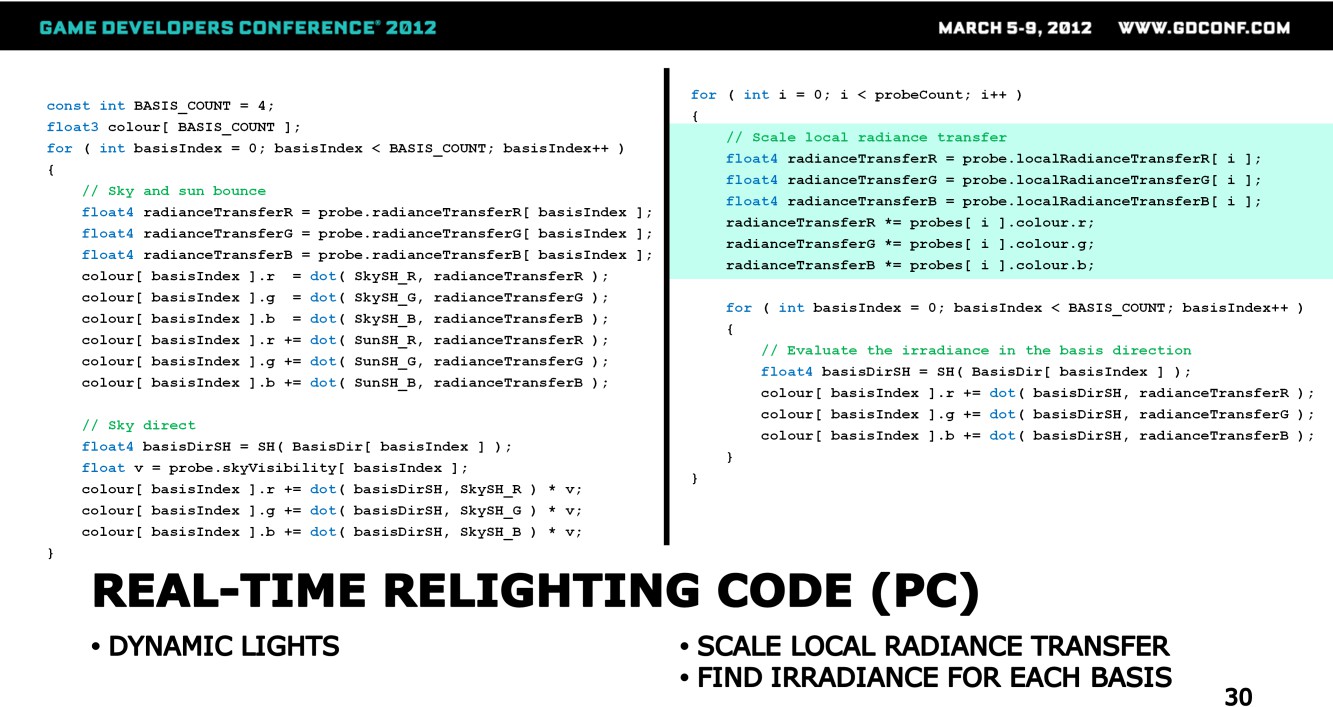 GAME DEVELOPERS CONFERENCE® 2012
MARCH 5-9, 2012 WWW.GDCONF.COM
const int BASIS_COUNT = 4;
float3 colour[ BASIS_COUNT ];
for ( int basisIndex = 0; basisIndex < BASIS_COUNT; basisIndex++ )
{
// Sky and sun bounce
float4 radianceTransferR = probe.radianceTransferR[ basisIndex ];
float4 radianceTransferG = probe.radianceTransferG[ basisIndex ];
float4 radianceTransferB = probe.radianceTransferB[ basisIndex ];
colour[ basisIndex ].r  = dot( SkySH_R, radianceTransferR );
colour[ basisIndex ].g  = dot( SkySH_G, radianceTransferG );
colour[ basisIndex ].b  = dot( SkySH_B, radianceTransferB );
colour[ basisIndex ].r += dot( SunSH_R, radianceTransferR );
colour[ basisIndex ].g += dot( SunSH_G, radianceTransferG );
colour[ basisIndex ].b += dot( SunSH_B, radianceTransferB );
// Sky direct
float4 basisDirSH = SH( BasisDir[ basisIndex ] );
float v = probe.skyVisibility[ basisIndex ];
colour[ basisIndex ].r += dot( basisDirSH, SkySH_R ) * v;
colour[ basisIndex ].g += dot( basisDirSH, SkySH_G ) * v;
colour[ basisIndex ].b += dot( basisDirSH, SkySH_B ) * v;
}
for ( int i = 0; i < probeCount; i++ )
{
// Scale local radiance transfer
float4 radianceTransferR = probe.localRadianceTransferR[ i ];
float4 radianceTransferG = probe.localRadianceTransferG[ i ];
float4 radianceTransferB = probe.localRadianceTransferB[ i ];
radianceTransferR *= probes[ i ].colour.r;
radianceTransferG *= probes[ i ].colour.g;
radianceTransferB *= probes[ i ].colour.b;
for ( int basisIndex = 0; basisIndex < BASIS_COUNT; basisIndex++ )
{
// Evaluate the irradiance in the basis direction
float4 basisDirSH = SH( BasisDir[ basisIndex ] );
colour[ basisIndex ].r += dot( basisDirSH, radianceTransferR );
colour[ basisIndex ].g += dot( basisDirSH, radianceTransferG );
colour[ basisIndex ].b += dot( basisDirSH, radianceTransferB );
}
}
REAL-TIME RELIGHTING CODE (PC)
• DYNAMIC LIGHTS
• SCALE LOCAL RADIANCE TRANSFER
• FIND IRRADIANCE FOR EACH BASIS
30